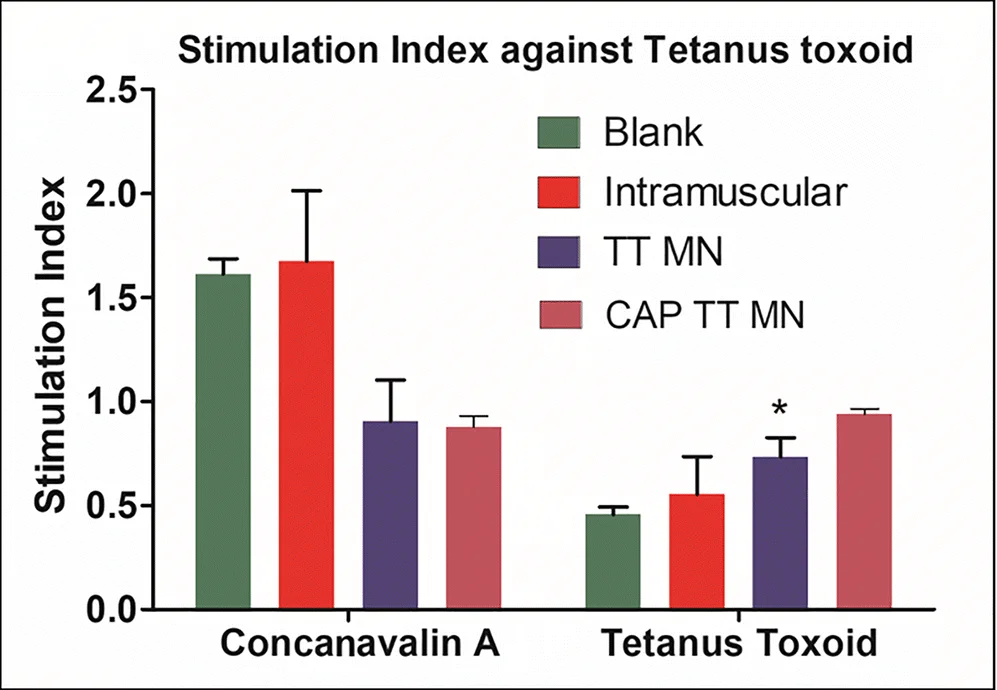 Stimulation Index against Tetanus toxoid
Stimulation Index
2.5
2.0
1.5
1.0
0.5
0.0
Blank
Intramuscular
TT MN
CAP TT MN
*
Concanavalin A
Tetanus Toxoid